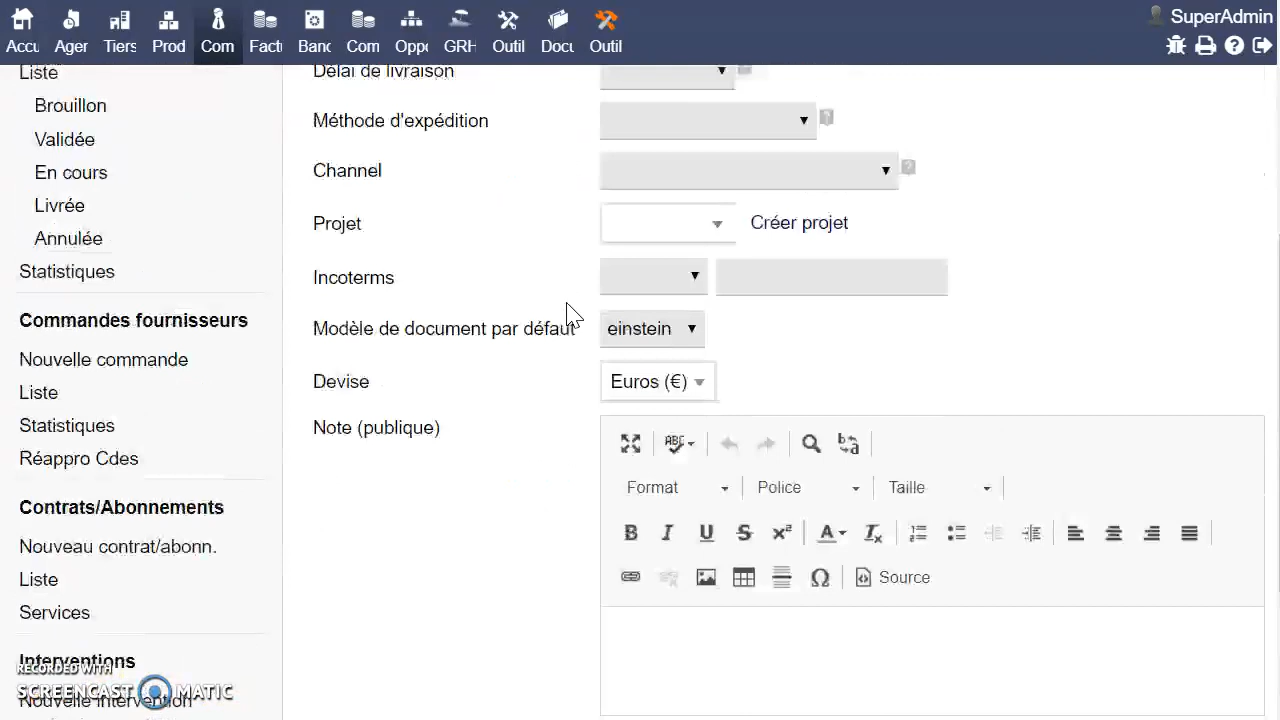 SuperAdmin
Accu Ager Tiers Prod Com Fact Banc Com Oppo GRH Outil Docu Outil
Liste
Brouillon
Validée
En cours
Livrée
Annulée
Statistiques
Commandes fournisseurs
Nouvelle commande
Liste
Statistiques
Réappro Cdes
Contrats/Abonnements
Nouveau contrat/abonn.
Liste
Services
Interventions
Nouvelle intervention
RECORDED WITH
SCREENCAST MATIC
Délai de livraison
Méthode d'expédition
Channel
Projet Créer projet
Incoterms
Modèle de document par défaut einstein
Devise Euros (€)
Note (publique)
Format Police Taille
Source